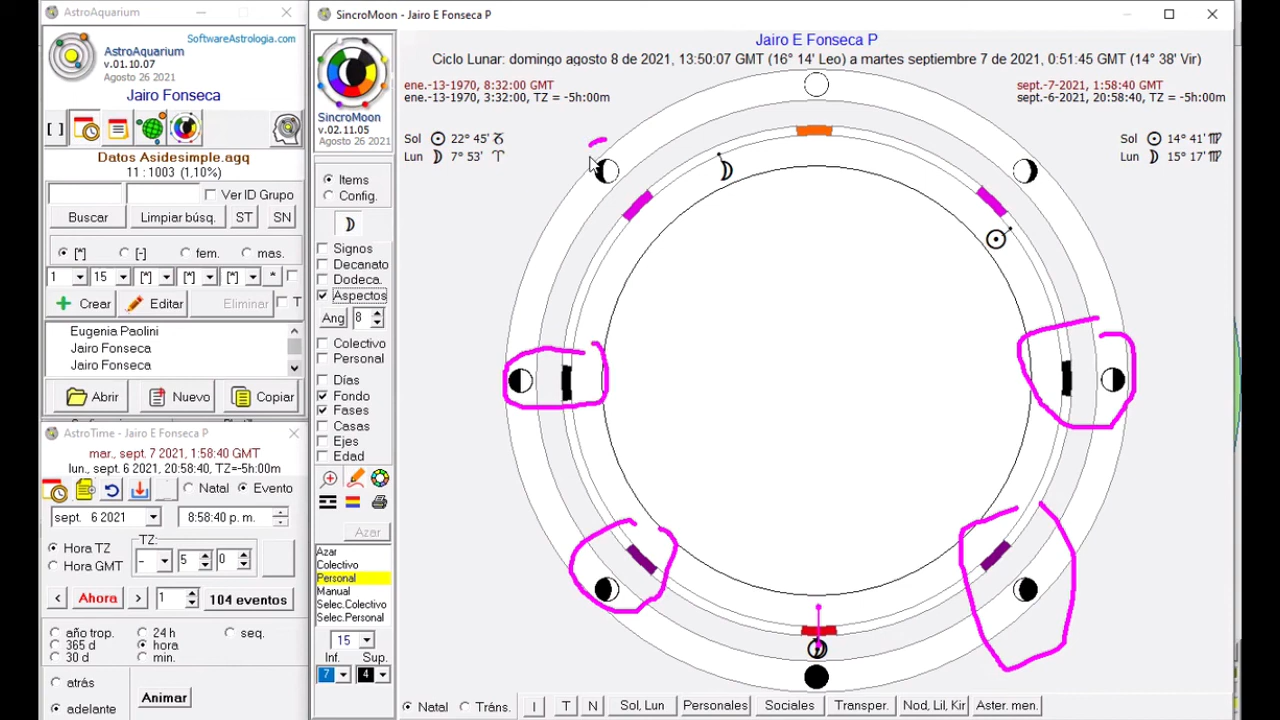 AstroAquarium
SoftwareAstrologia.com
AstroAquarium
v.01.10.07
Agosto 26 2021
Jairo Fonseca
[ ]
Datos Asidesimple.agq
11 : 1003 (1,10%)
Ver ID Grupo
Buscar
Limpiar búsq.
ST
SN
[*]
[-]
fem.
mas.
1
15
[*]
[*]
[*]
*
Crear
Editar
Eliminar
T
Eugenia Paolini
Jairo Fonseca
Jairo Fonseca
Abrir
Nuevo
Copiar
AstroTime - Jairo E Fonseca P
mar., sept. 7 2021, 1:58:40 GMT
lun., sept. 6 2021, 20:58:40, TZ=-5h:00m
Natal
Evento
sept. 6 2021
8:58:40 p. m.
Hora TZ
Hora GMT
TZ:
-
5
0
<
Ahora
>
1
104 eventos
año trop.
24 h
seq.
365 d
hora
30 d
min.
atrás
adelante
Animar
SincroMoon - Jairo E Fonseca P
SincroMoon
v.02.11.05
Agosto 26 2021
Items
Config.
Signos
Decanato
Dodeca.
Aspectos
Ang
8
Colectivo
Personal
Días
Fondo
Fases
Casas
Ejes
Edad
Azar
Azar
Colectivo
Personal
Manual
Selec.Colectivo
Selec.Personal
15
Inf.
Sup.
7
4
Jairo E Fonseca P
Ciclo Lunar: domingo agosto 8 de 2021, 13:50:07 GMT (16° 14' Leo) a martes septiembre 7 de 2021, 0:51:45 GMT (14° 38' Vir)
ene.-13-1970, 8:32:00 GMT
ene.-13-1970, 3:32:00, TZ = -5h:00m
Sol ☉ 22° 45' ♑
Lun ☽ 7° 53' ♈
sept.-7-2021, 1:58:40 GMT
sept.-6-2021, 20:58:40, TZ = -5h:00m
Sol ☉ 14° 41' ♍
Lun ☽ 15° 17' ♍
Natal
Tráns.
I
T
N
Sol, Lun
Personales
Sociales
Transper.
Nod, Lil, Kir
Aster. men.